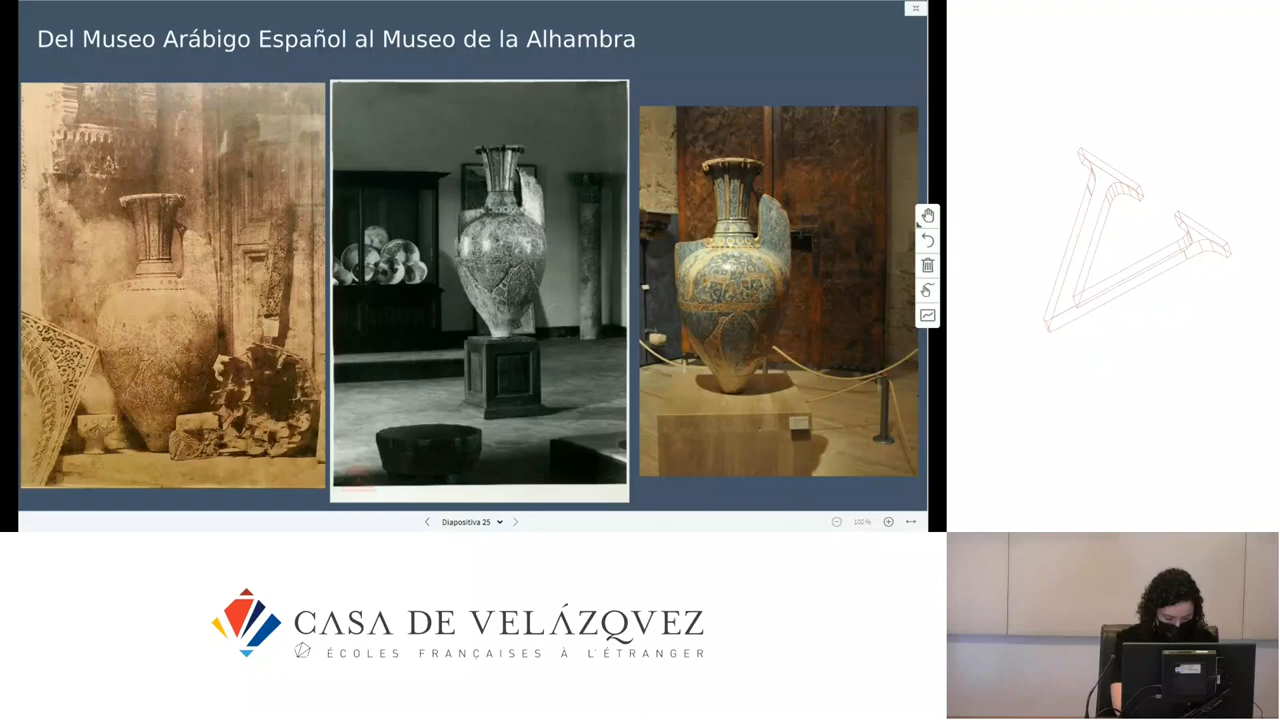 Del Museo Arábigo Español al Museo de la Alhambra
Diapositiva 25
100%
CASA DE VELÁZQVEZ
ÉCOLES FRANÇAISES À L'ÉTRANGER